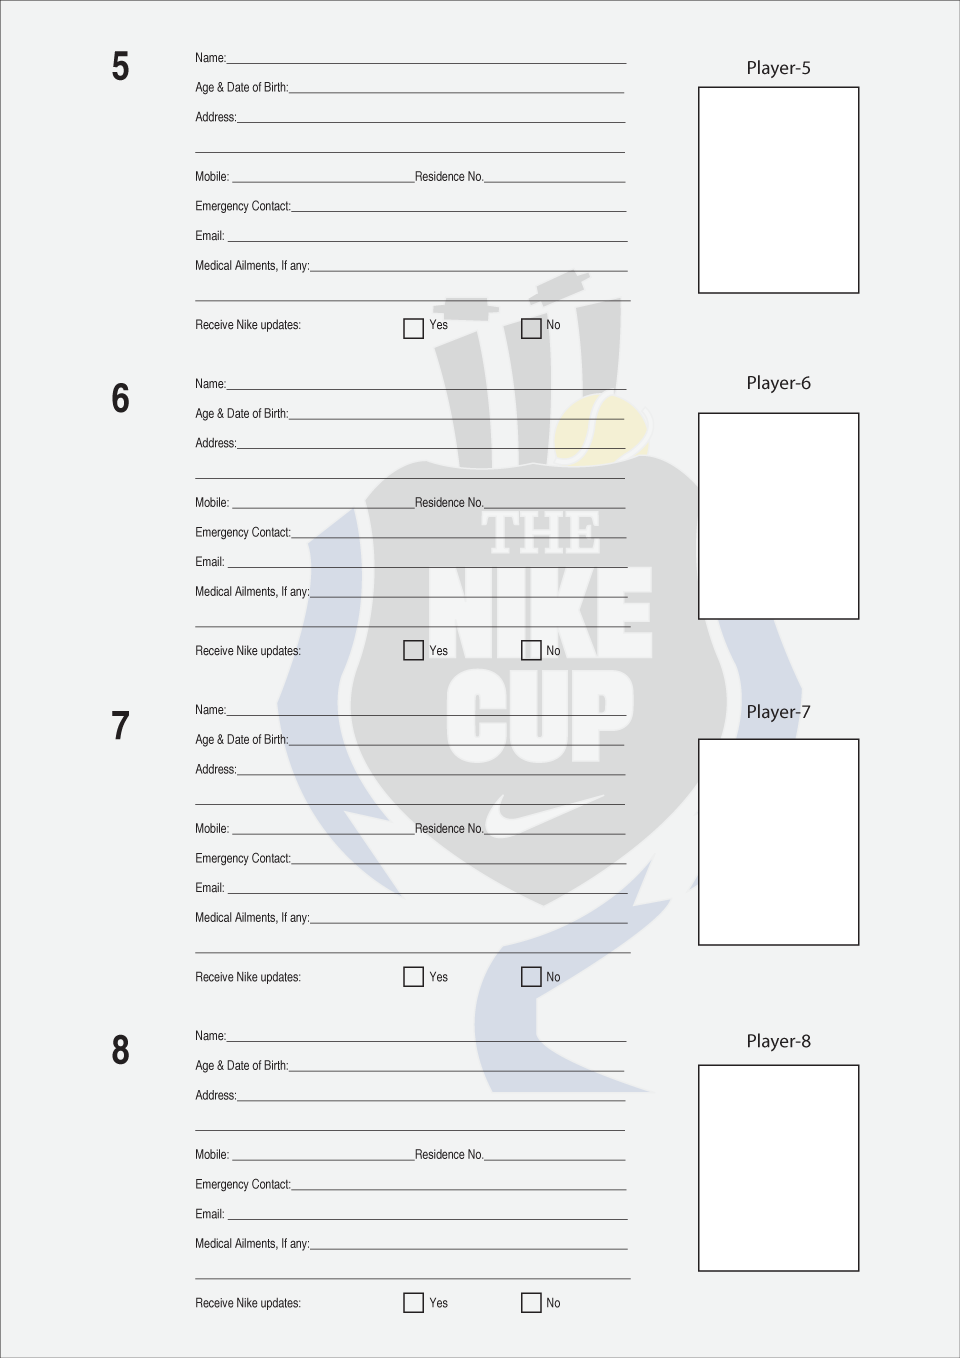 5
Name:
Player-5
Age & Date of Birth:
Address:
Mobile: Residence No.
Emergency Contact:
Email:
Medical Ailments, If any:
Receive Nike updates: Yes No
6
Name:
Player-6
Age & Date of Birth:
Address:
Mobile: Residence No.
Emergency Contact:
Email:
Medical Ailments, If any:
Receive Nike updates: Yes No
THE
NIKE
CUP
7
Name:
Player-7
Age & Date of Birth:
Address:
Mobile: Residence No.
Emergency Contact:
Email:
Medical Ailments, If any:
Receive Nike updates: Yes No
8
Name:
Player-8
Age & Date of Birth:
Address:
Mobile: Residence No.
Emergency Contact:
Email:
Medical Ailments, If any:
Receive Nike updates: Yes No